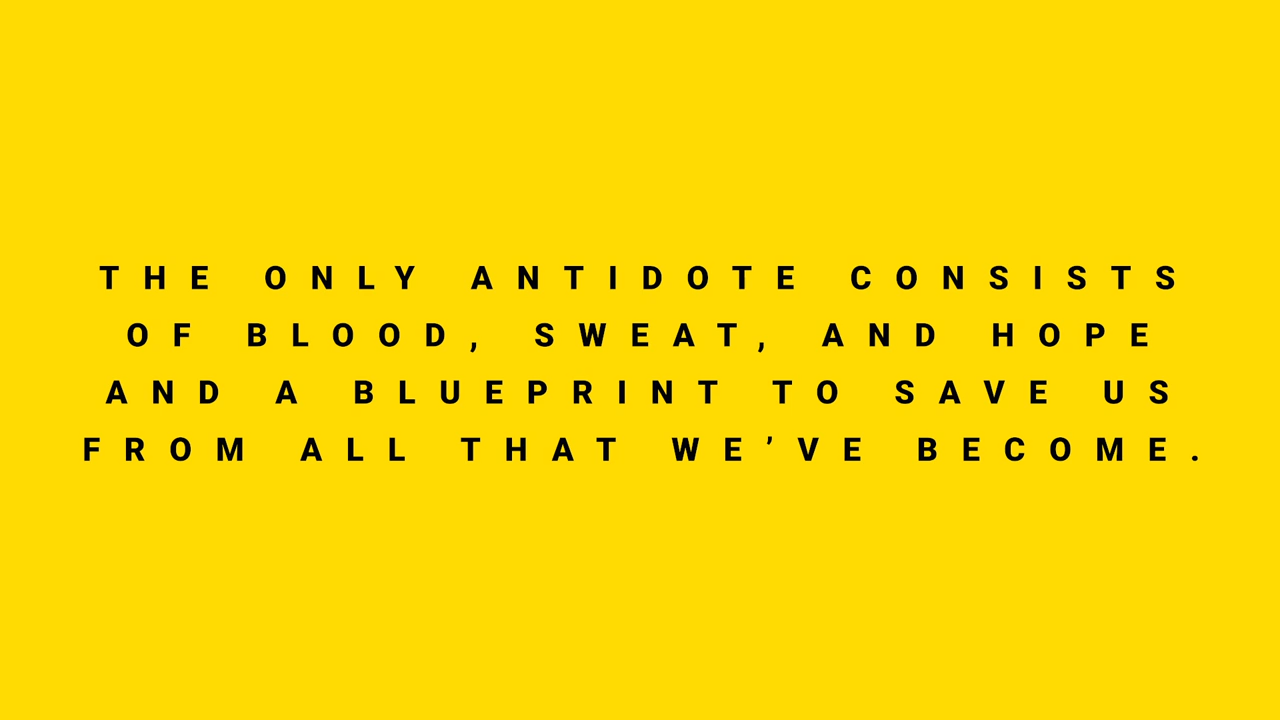 THE ONLY ANTIDOTE CONSISTS
OF BLOOD, SWEAT, AND HOPE
AND A BLUEPRINT TO SAVE US
FROM ALL THAT WE’VE BECOME.